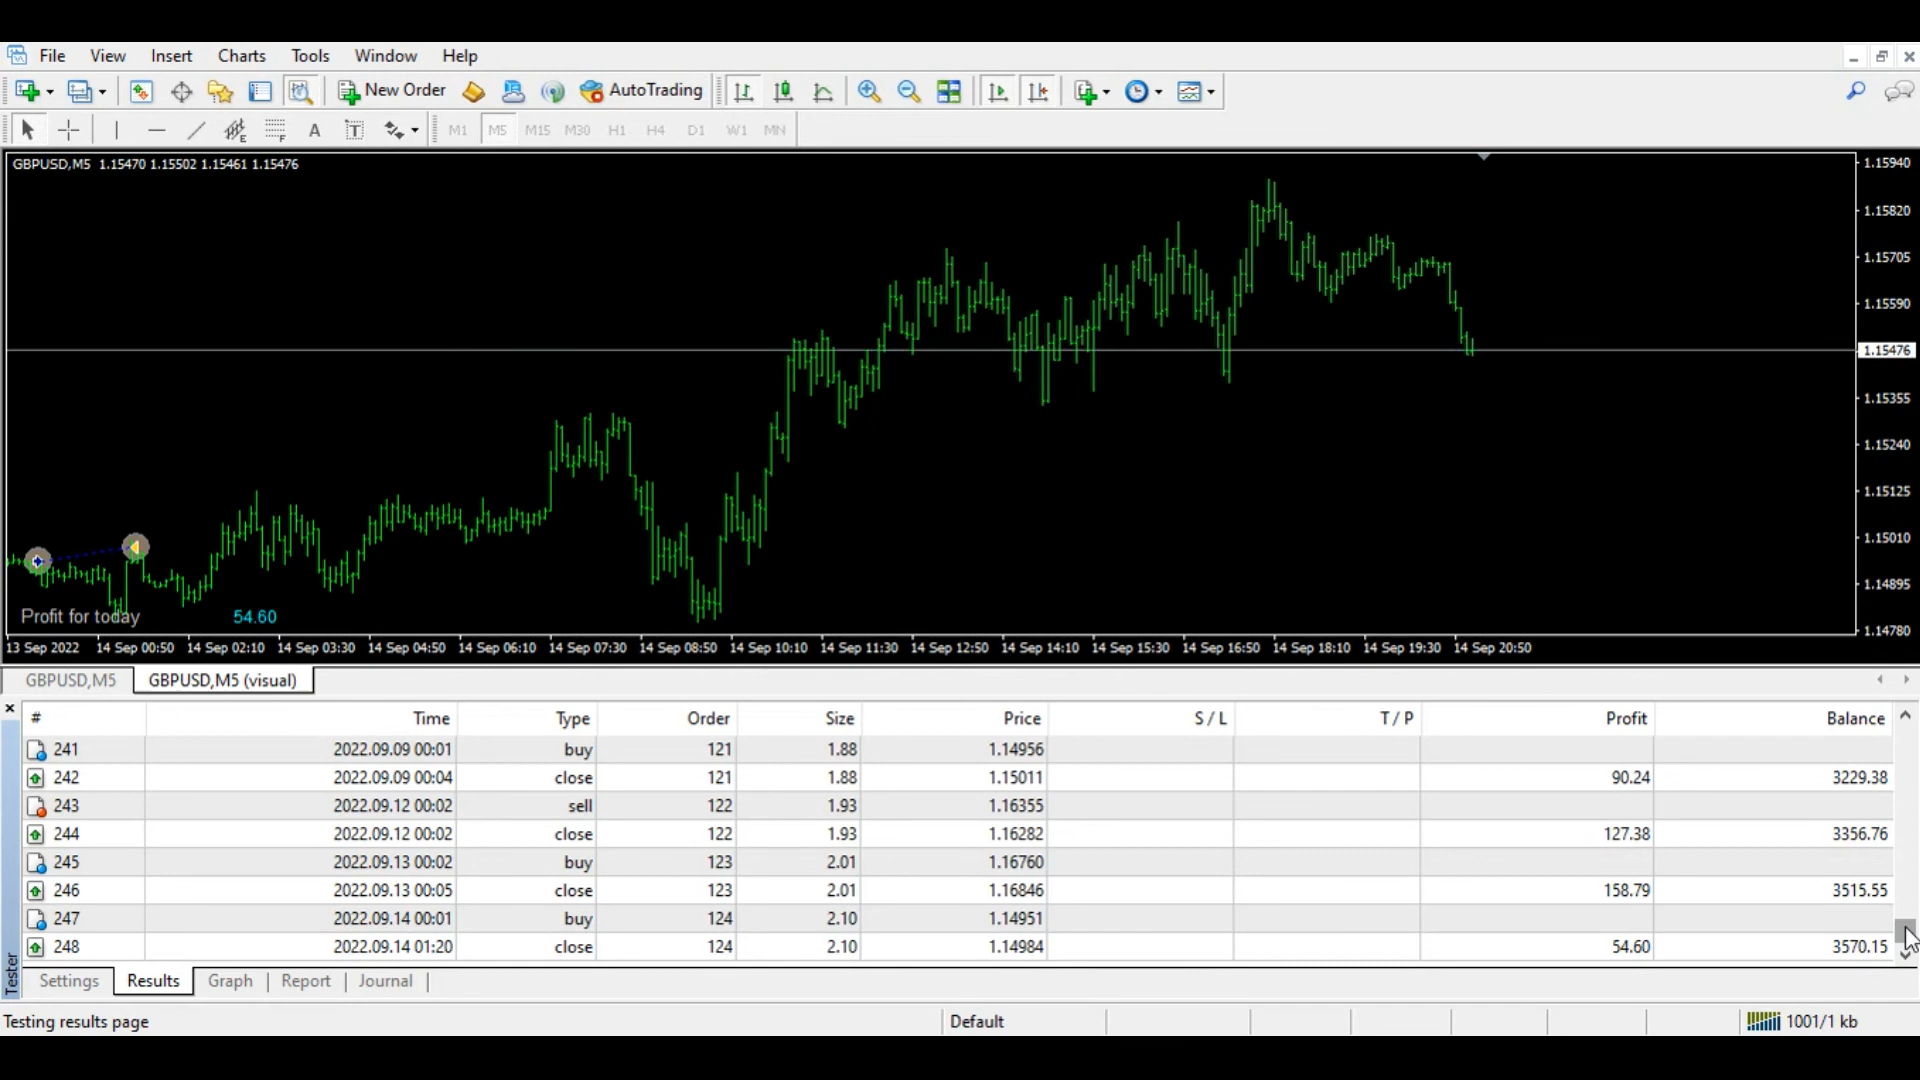 File View Insert Charts Tools Window Help
New Order AutoTrading
A T M1 M5 M15 M30 H1 H4 D1 W1 MN
GBPUSD,M5 1.15470 1.15502 1.15461 1.15476
1.15940
1.15820
1.15705
1.15590
1.15476
1.15355
1.15240
1.15125
1.15010
1.14895
1.14780
Profit for today 54.60
13 Sep 2022 14 Sep 00:50 14 Sep 02:10 14 Sep 03:30 14 Sep 04:50 14 Sep 06:10 14 Sep 07:30 14 Sep 08:50 14 Sep 10:10 14 Sep 11:30 14 Sep 12:50 14 Sep 14:10 14 Sep 15:30 14 Sep 16:50 14 Sep 18:10 14 Sep 19:30 14 Sep 20:50
GBPUSD,M5 GBPUSD,M5 (visual)
# Time Type Order Size Price S / L T / P Profit Balance
241 2022.09.09 00:01 buy 121 1.88 1.14956
242 2022.09.09 00:04 close 121 1.88 1.15011 90.24 3229.38
243 2022.09.12 00:02 sell 122 1.93 1.16355
244 2022.09.12 00:02 close 122 1.93 1.16282 127.38 3356.76
245 2022.09.13 00:02 buy 123 2.01 1.16760
246 2022.09.13 00:05 close 123 2.01 1.16846 158.79 3515.55
247 2022.09.14 00:01 buy 124 2.10 1.14951
248 2022.09.14 01:20 close 124 2.10 1.14984 54.60 3570.15
Tester
Settings Results Graph Report Journal
Testing results page Default 1001/1 kb